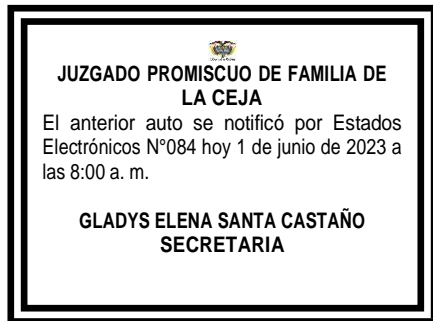 JUZGADO PROMISCUO DE FAMILIA DE
LA CEJA
El anterior auto se notificó por Estados
Electrónicos N°084 hoy 1 de junio de 2023 a
las 8:00 a. m.
GLADYS ELENA SANTA CASTAÑO
SECRETARIA